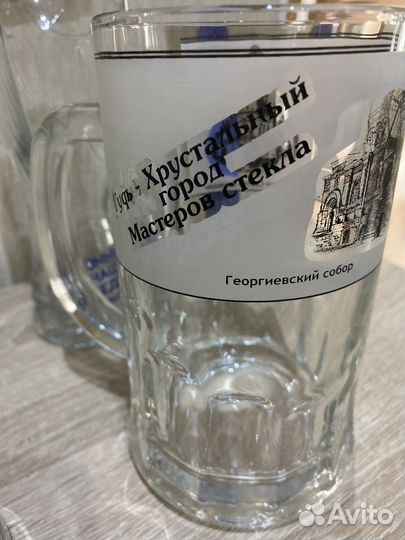 Гусь - Хрустальный
город
Мастеров стекла
Георгиевский собор
Avito